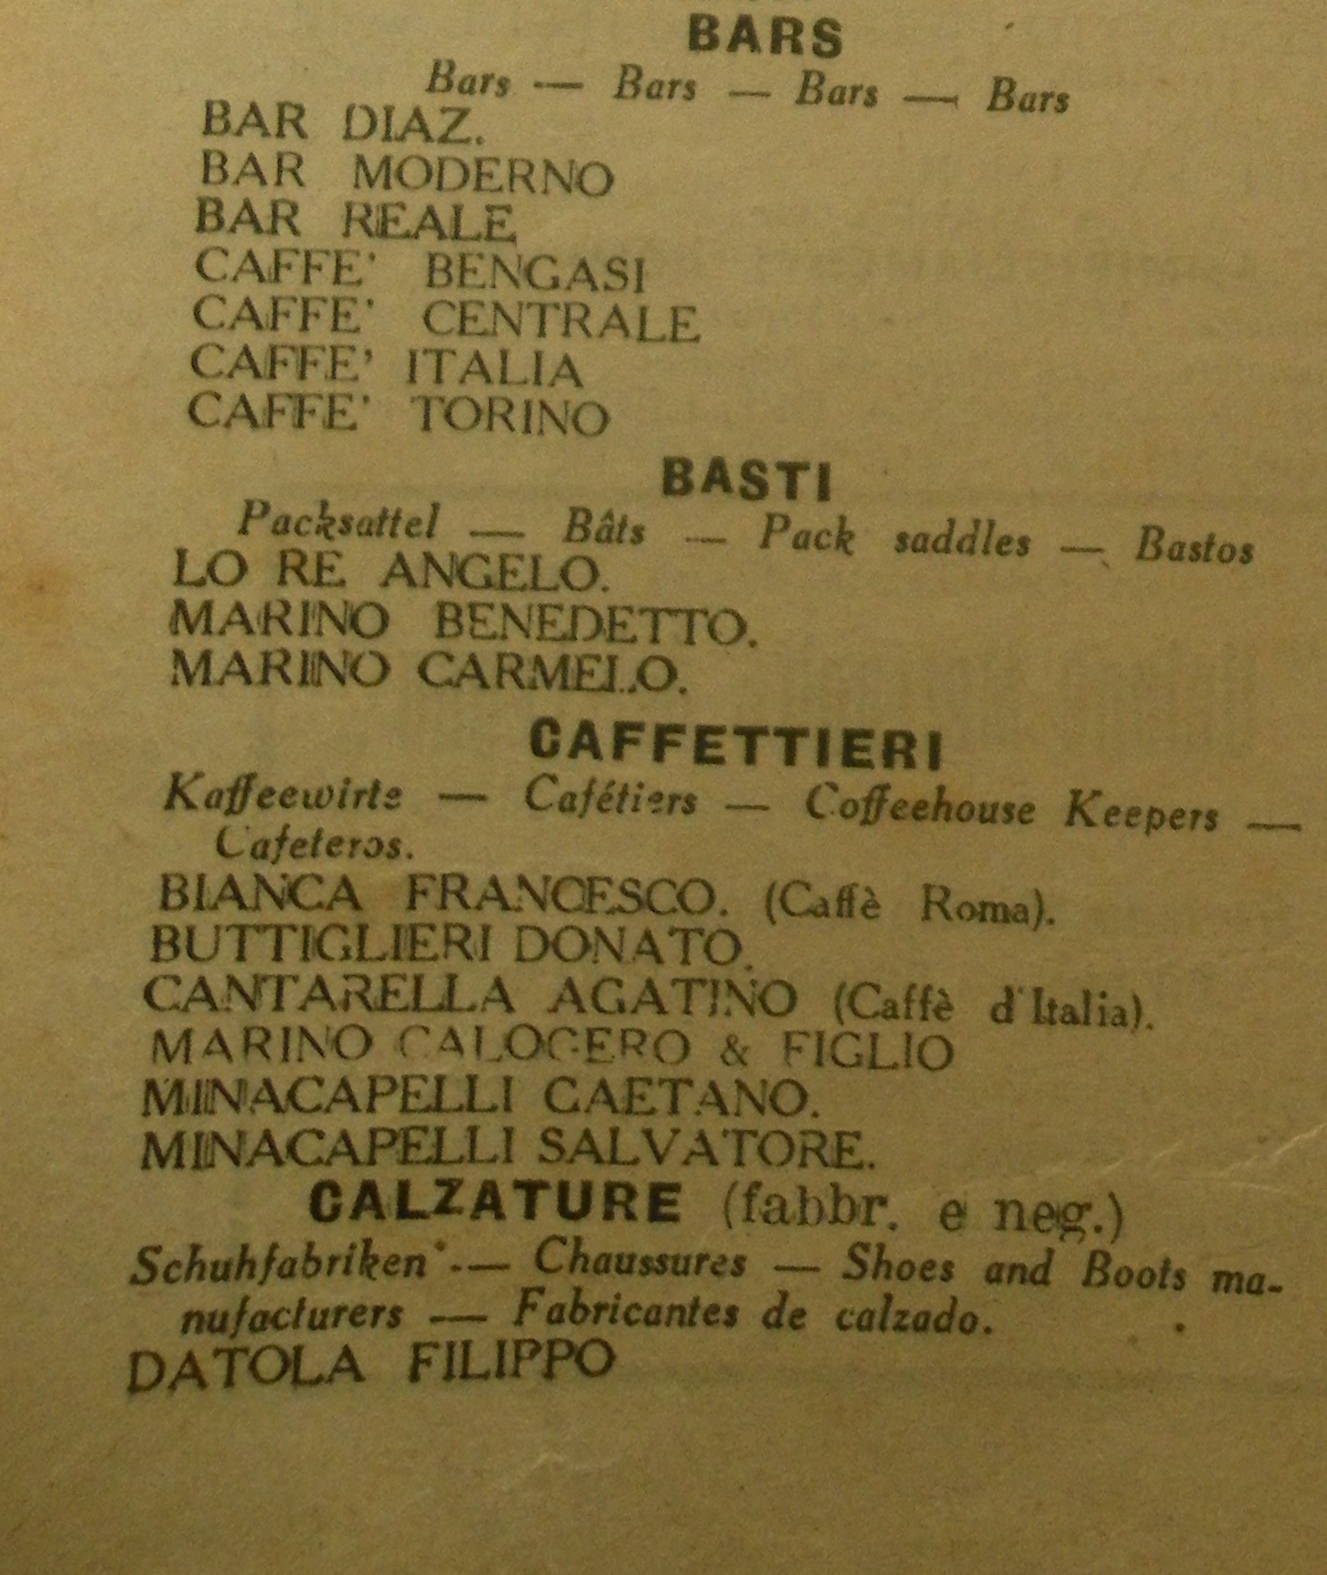 BARS
Bars — Bars — Bars — Bars
BAR DIAZ.
BAR MODERNO
BAR REALE
CAFFE' BENGASI
CAFFE' CENTRALE
CAFFE' ITALIA
CAFFE' TORINO
BASTI
Packsattel — Bâts — Pack saddles — Bastos
LO RE ANGELO.
MARINO BENEDETTO.
MARINO CARMELO.
CAFFETTIERI
Kaffeewirte — Cafétiers — Coffeehouse Keepers —
Cafeteros.
BIANCA FRANCESCO. (Caffè Roma).
BUTTIGLIERI DONATO.
CANTARELLA AGATINO (Caffè d'Italia).
MARINO CALOGERO & FIGLIO
MINACAPELLI GAETANO.
MINACAPELLI SALVATORE.
CALZATURE (fabbr. e neg.)
Schuhfabriken — Chaussures — Shoes and Boots ma-
nufacturers — Fabricantes de calzado.
DATOLA FILIPPO